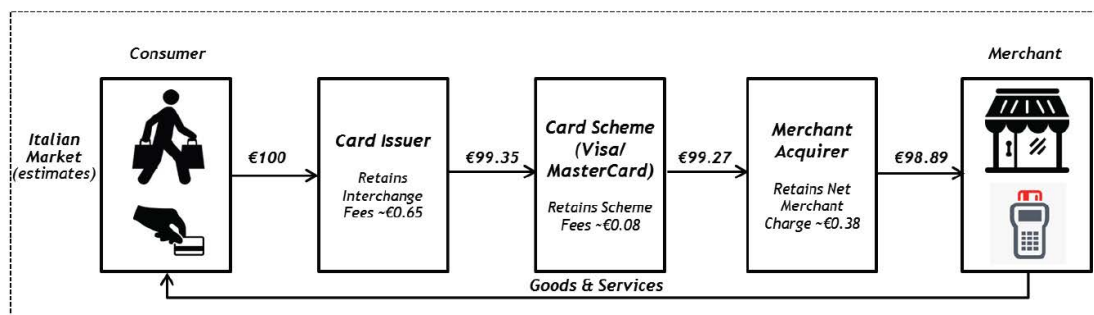 Consumer
Merchant
Italian
Market
(estimates)
€100
Card Issuer
Retains
Interchange
Fees ~€0.65
€99.35
Card Scheme
(Visa/
MasterCard)
Retains Scheme
Fees ~€0.08
€99.27
Merchant
Acquirer
Retains Net
Merchant
Charge ~€0.38
€98.89
Goods & Services